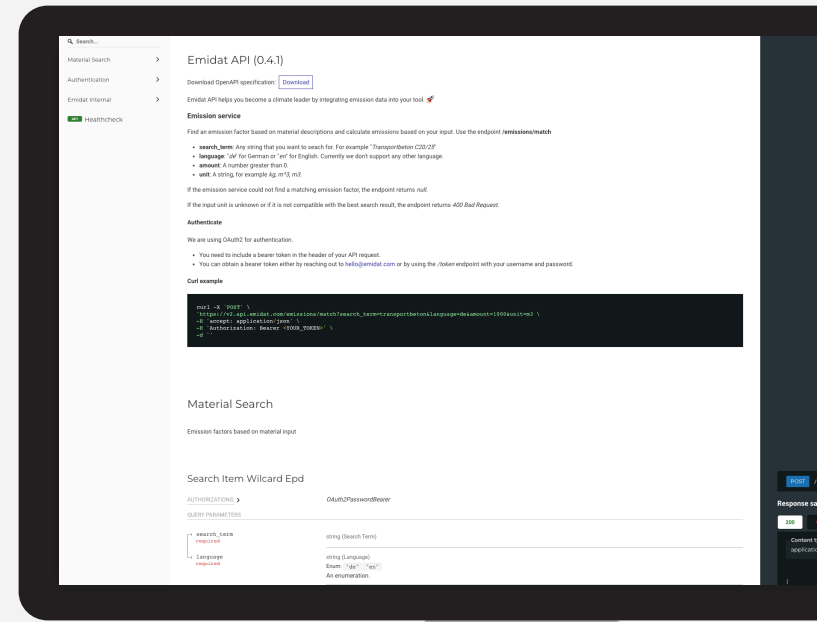 Search...
Material Search
Authentication
Emidat Internal
GET Healthcheck
Emidat API (0.4.1)
Download OpenAPI specification: Download
Emidat API helps you become a climate leader by integrating emission data into your tool. 🚀
Emission service
Find an emission factor based on material descriptions and calculate emissions based on your input. Use the endpoint /emissions/match
• search_term: Any string that you want to seach for. For example "Transportbeton C20/25"
• language: "de" for German or "en" for English. Currently we don't support any other language.
• amount: A number greater than 0.
• unit: A string, for example kg, m^3, m3.
If the emission service could not find a matching emission factor, the endpoint returns null.
If the input unit is unknown or if it is not compatible with the best search result, the endpoint returns 400 Bad Request.
Authenticate
We are using OAuth2 for authentication.
• You need to include a bearer token in the header of your API request.
• You can obtain a bearer token either by reaching out to hello@emidat.com or by using the /token endpoint with your username and password.
Curl example
curl -X 'POST' \
'https://v2.api.emidat.com/emissions/match?search_term=transportbeton&language=de&amount=1000&unit=m3 \
-H 'accept: application/json' \
-H 'Authorization: Bearer <YOUR_TOKEN>' \
-d ''
Material Search
Emission factors based on material input
Search Item Wilcard Epd
AUTHORIZATIONS: > OAuth2PasswordBearer
QUERY PARAMETERS
search_term string (Search Term)
required
language string (Language)
required Enum: "de" "en"
An enumeration.
POST /
Response sa
200
Content t
applicatio
[